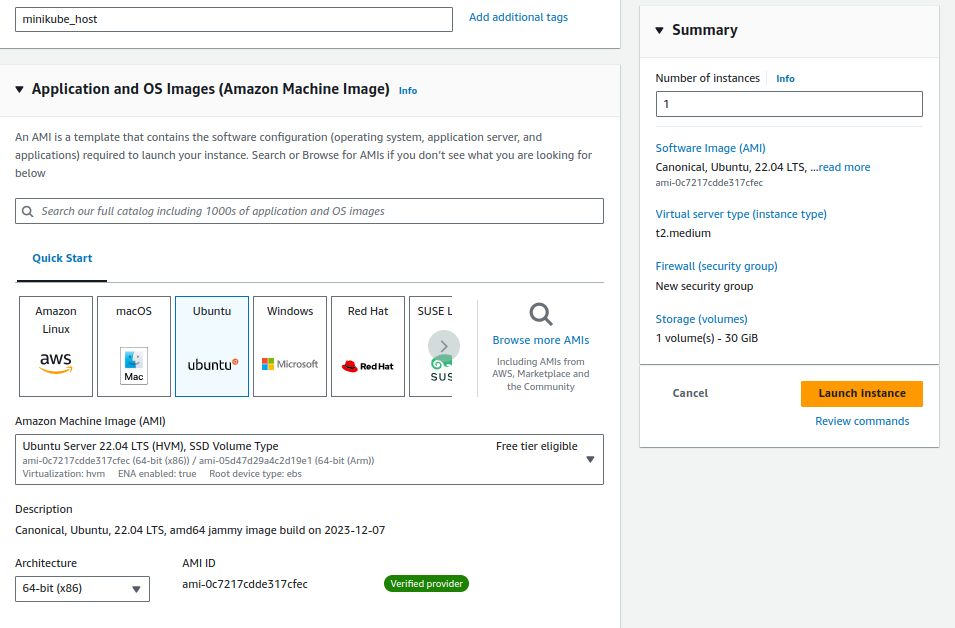 minikube_host
Add additional tags
Application and OS Images (Amazon Machine Image) Info
An AMI is a template that contains the software configuration (operating system, application server, and
applications) required to launch your instance. Search or Browse for AMIs if you don't see what you are looking for
below
Search our full catalog including 1000s of application and OS images
Quick Start
Amazon
Linux
aws
macOS
Mac
Ubuntu
ubuntu
Windows
Microsoft
Red Hat
Red Hat
SUSE L
SUS
Browse more AMIs
Including AMIs from
AWS, Marketplace and
the Community
Amazon Machine Image (AMI)
Ubuntu Server 22.04 LTS (HVM), SSD Volume Type
Free tier eligible
ami-0c7217cdde317cfec (64-bit (x86)) / ami-05d47d29a4c2d19e1 (64-bit (Arm))
Virtualization: hvm ENA enabled: true Root device type: ebs
Description
Canonical, Ubuntu, 22.04 LTS, amd64 jammy image build on 2023-12-07
Architecture
64-bit (x86)
AMI ID
ami-0c7217cdde317cfec
Verified provider
Summary
Number of instances Info
1
Software Image (AMI)
Canonical, Ubuntu, 22.04 LTS, ...read more
ami-0c7217cdde317cfec
Virtual server type (instance type)
t2.medium
Firewall (security group)
New security group
Storage (volumes)
1 volume(s) - 30 GiB
Cancel
Launch instance
Review commands